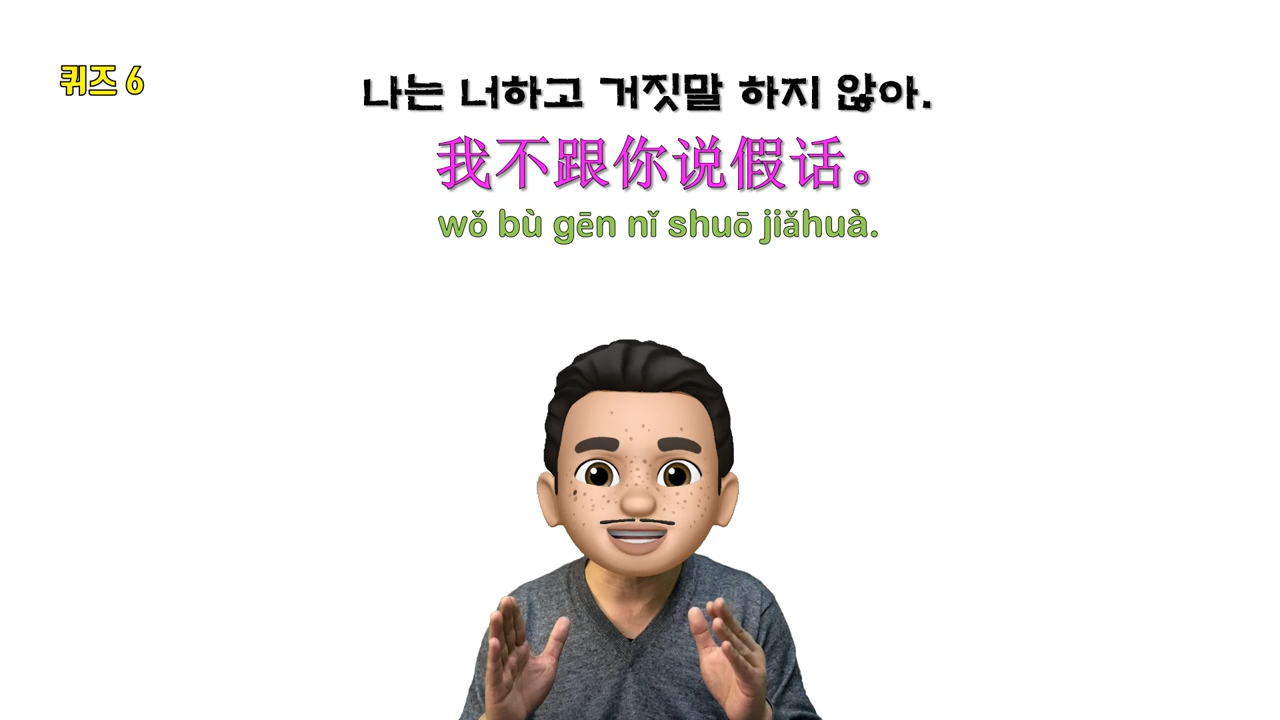 퀴즈 6
나는 너하고 거짓말 하지 않아.
我不跟你说假话。
wǒ bù gēn nǐ shuō jiǎhuà.